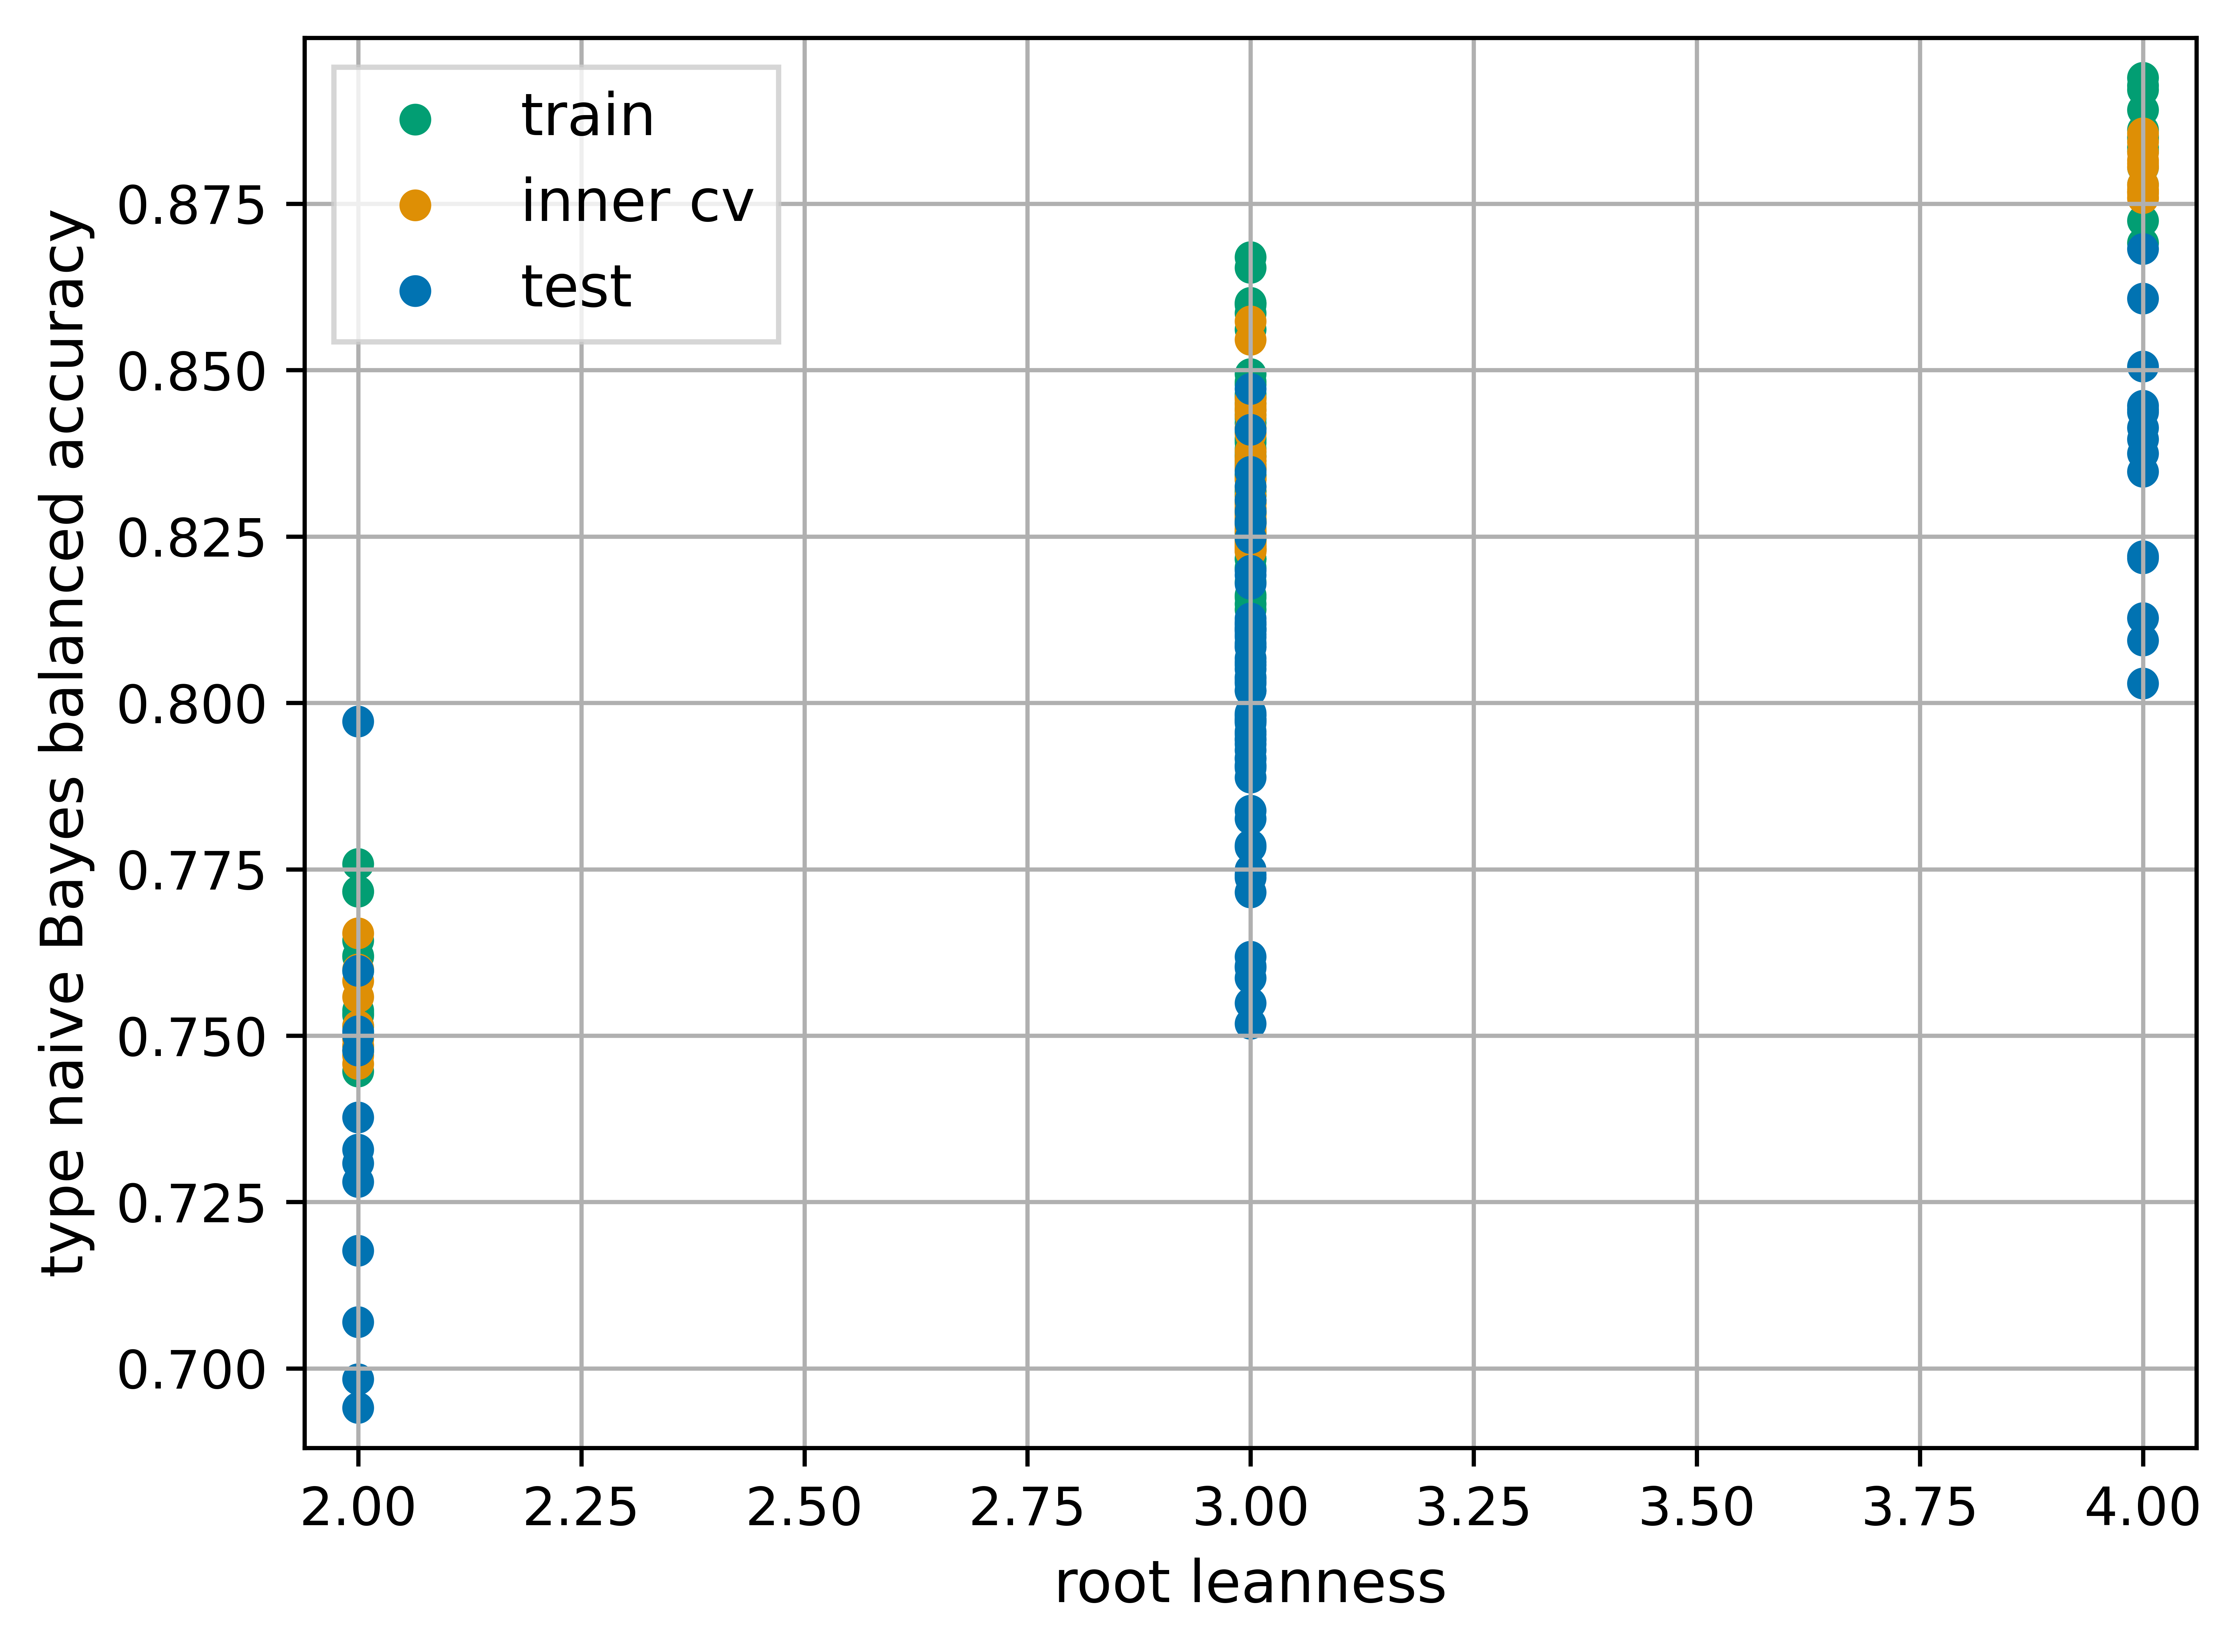 train
inner cv
test
type naive Bayes balanced accuracy
0.875
0.850
0.825
0.800
0.775
0.750
0.725
0.700
2.00 2.25 2.50 2.75 3.00 3.25 3.50 3.75 4.00
root leanness